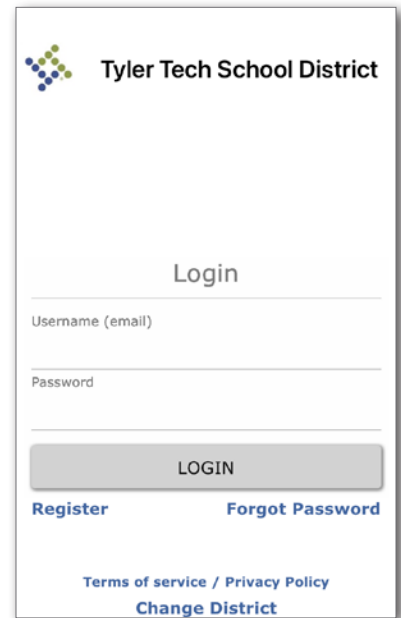 Tyler Tech School District
Login
Username (email)
Password
LOGIN
Register Forgot Password
Terms of service / Privacy Policy
Change District